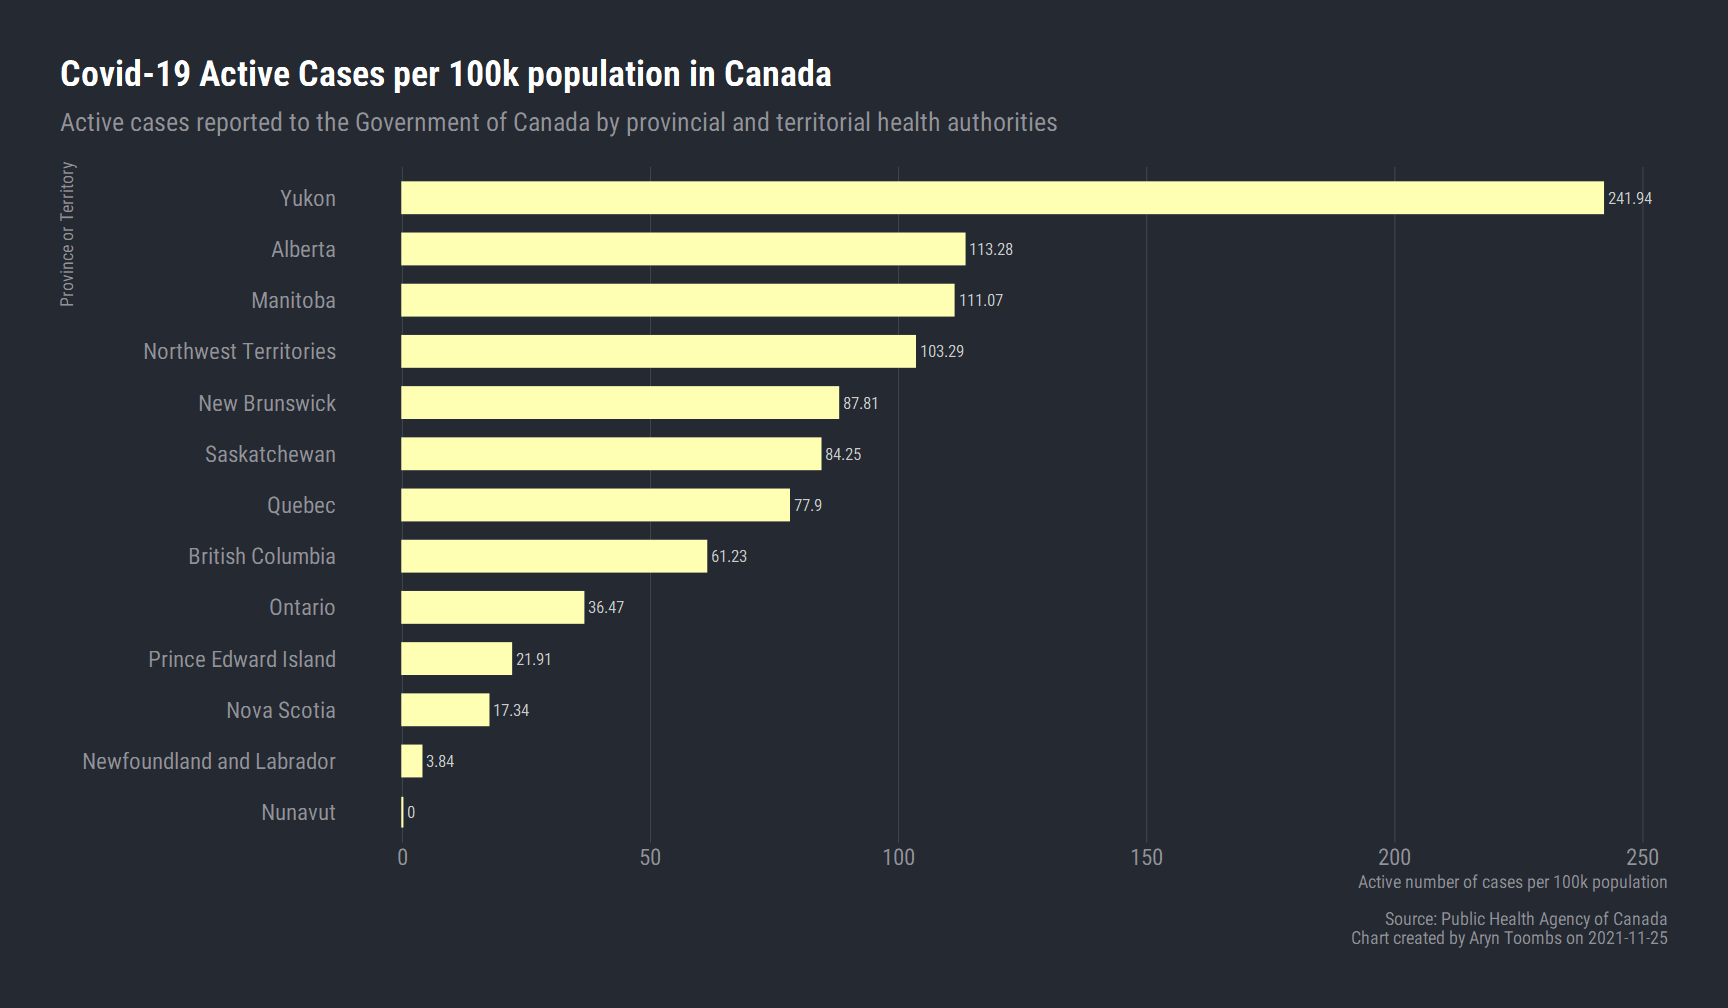 Covid-19 Active Cases per 100k population in Canada
Active cases reported to the Government of Canada by provincial and territorial health authorities
Province or Territory
Yukon 241.94
Alberta 113.28
Manitoba 111.07
Northwest Territories 103.29
New Brunswick 87.81
Saskatchewan 84.25
Quebec 77.9
British Columbia 61.23
Ontario 36.47
Prince Edward Island 21.91
Nova Scotia 17.34
Newfoundland and Labrador 3.84
Nunavut 0
0 50 100 150 200 250
Active number of cases per 100k population
Source: Public Health Agency of Canada
Chart created by Aryn Toombs on 2021-11-25